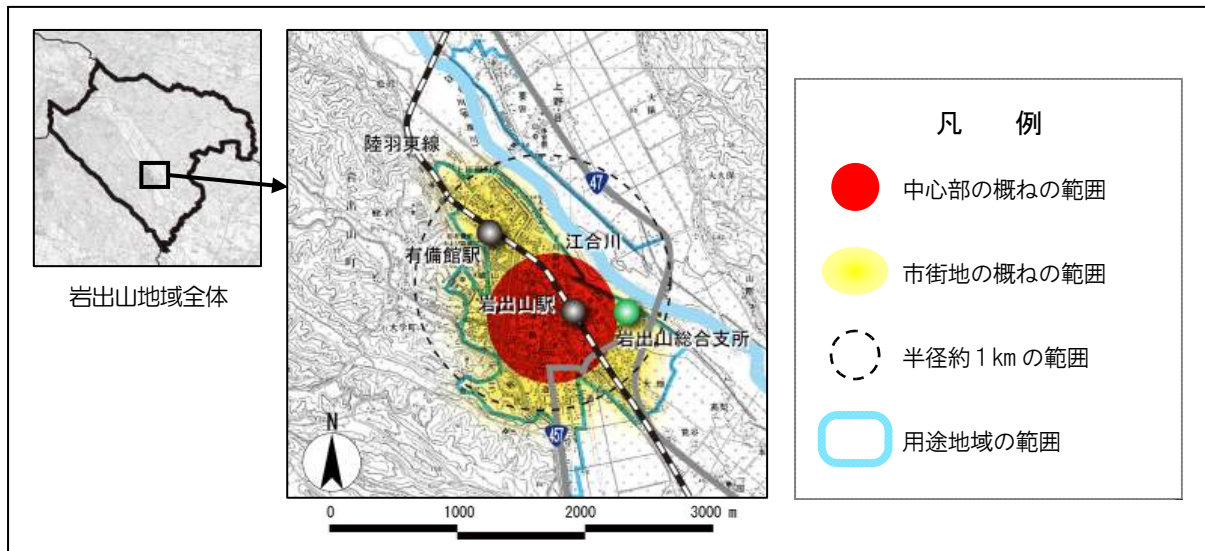 岩出山地域全体
陸羽東線
47
有備館駅
江合川
岩出山駅
岩出山総合支所
457
N
0 1000 2000 3000 m
凡 例
中心部の概ねの範囲
市街地の概ねの範囲
半径約1kmの範囲
用途地域の範囲